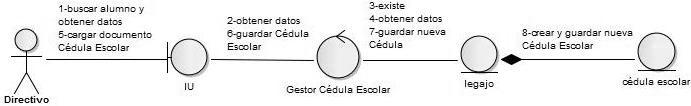 1-buscar alumno y
obtener datos
5-cargar documento
Cédula Escolar
2-obtener datos
6-guardar Cédula
Escolar
3-existe
4-obtener datos
7-guardar nueva
Cédula
8-crear y guardar nueva
Cédula Escolar
Directivo
IU
Gestor Cédula Escolar
legajo
cédula escolar